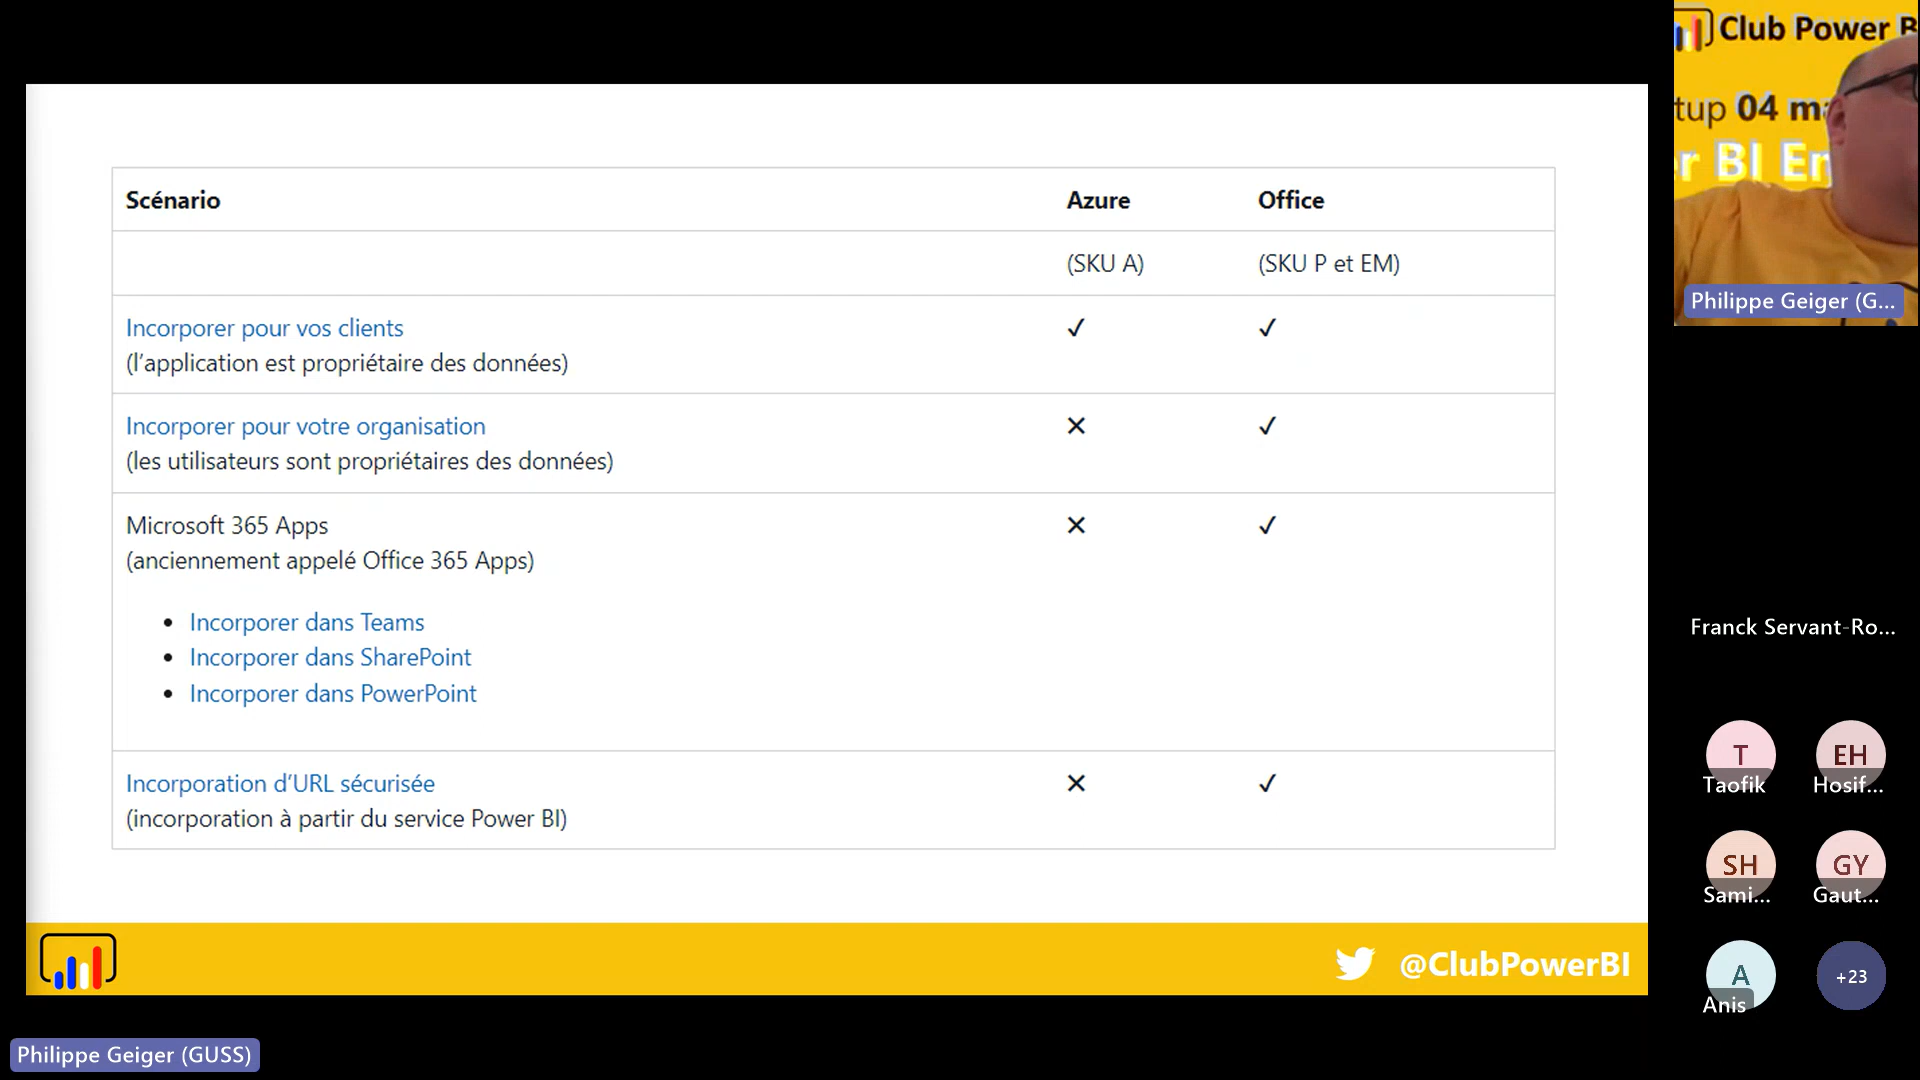 Scénario Azure Office
(SKU A) (SKU P et EM)
Incorporer pour vos clients ✓ ✓
(l'application est propriétaire des données)
Incorporer pour votre organisation ✕ ✓
(les utilisateurs sont propriétaires des données)
Microsoft 365 Apps ✕ ✓
(anciennement appelé Office 365 Apps)
• Incorporer dans Teams
• Incorporer dans SharePoint
• Incorporer dans PowerPoint
Incorporation d'URL sécurisée ✕ ✓
(incorporation à partir du service Power BI)
@ClubPowerBI
Philippe Geiger (GUSS)
Club Power B
tup 04 ma
r BI En
Philippe Geiger (G...
Franck Servant-Ro...
T
Taofik
EH
Hosif...
SH
Sami...
GY
Gaut...
A
Anis
+23